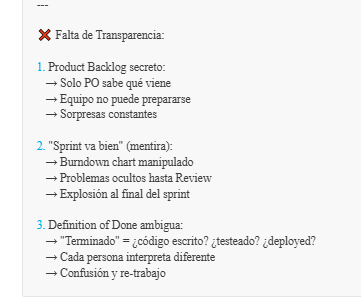 ---
❌ Falta de Transparencia:
1. Product Backlog secreto:
→ Solo PO sabe qué viene
→ Equipo no puede prepararse
→ Sorpresas constantes
2. "Sprint va bien" (mentira):
→ Burndown chart manipulado
→ Problemas ocultos hasta Review
→ Explosión al final del sprint
3. Definition of Done ambigua:
→ "Terminado" = ¿código escrito? ¿testeado? ¿deployed?
→ Cada persona interpreta diferente
→ Confusión y re-trabajo